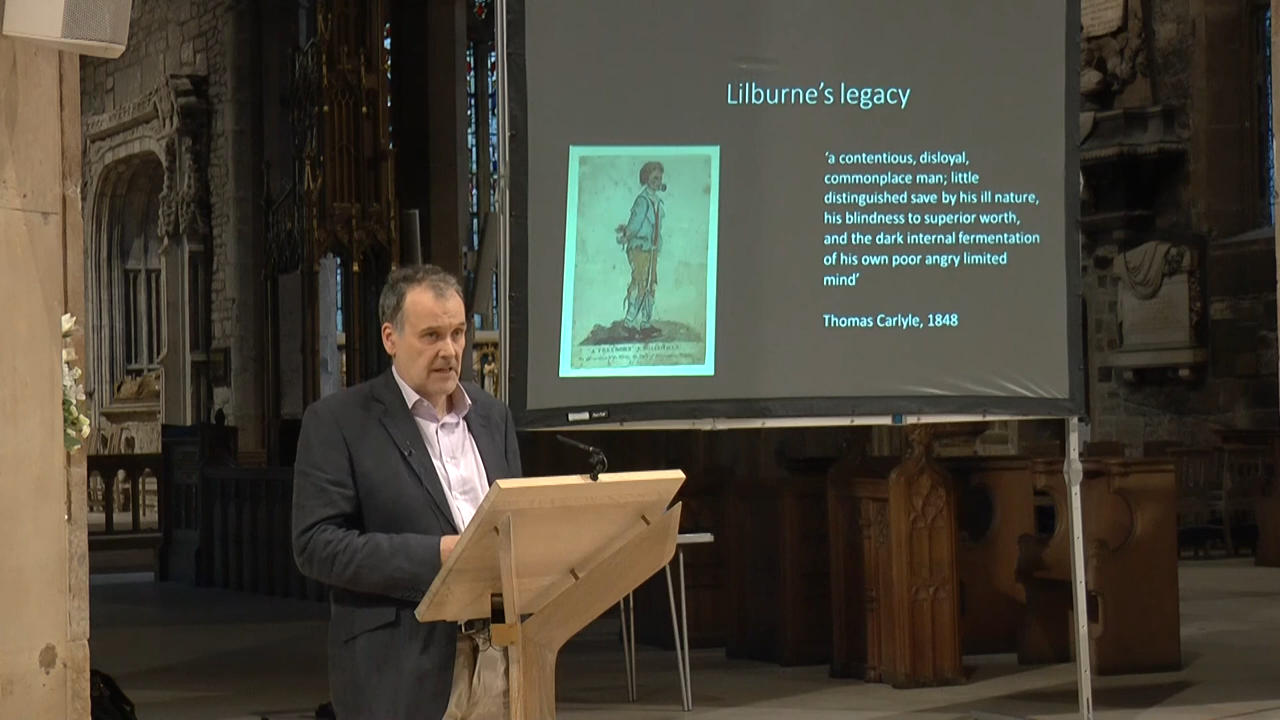 Lilburne's legacy
'a contentious, disloyal,
commonplace man; little
distinguished save by his ill nature,
his blindness to superior worth,
and the dark internal fermentation
of his own poor angry limited
mind'
Thomas Carlyle, 1848